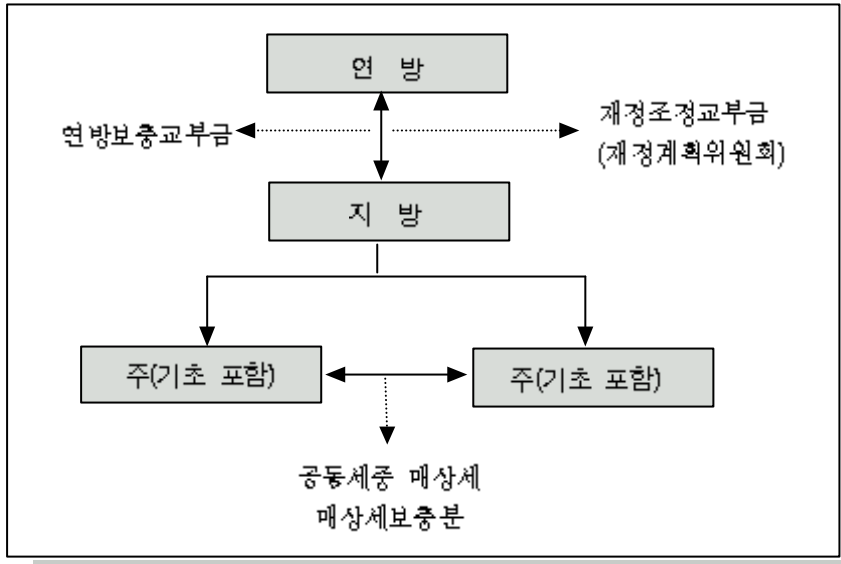 연 방
연방보충교부금
재정조정교부금
(재정계획위원회)
지 방
주(기초 포함)
주(기초 포함)
공동세중 매상세
매상세보충분